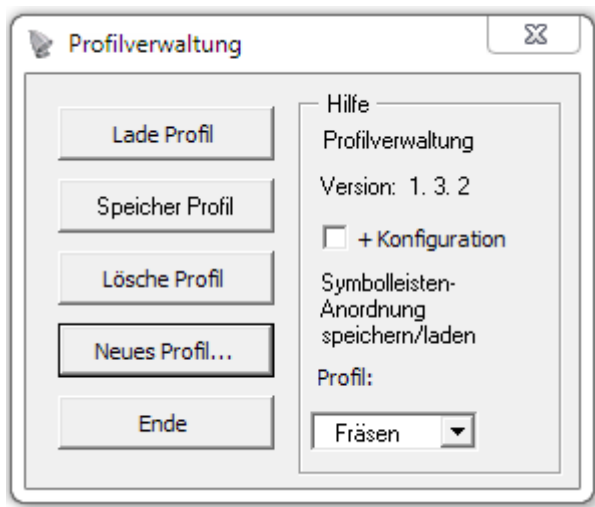 Profilverwaltung
Lade Profil
Speicher Profil
Lösche Profil
Neues Profil...
Ende
Hilfe
Profilverwaltung
Version: 1. 3. 2
+ Konfiguration
Symbolleisten-
Anordnung
speichern/laden
Profil:
Fräsen